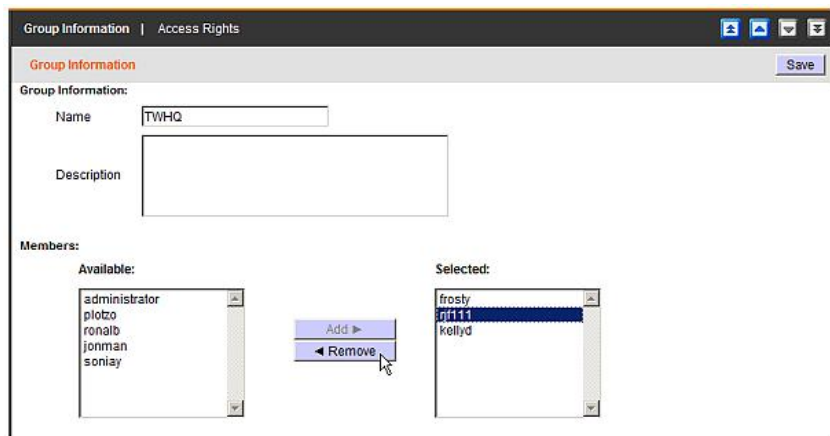 Group Information | Access Rights
Group Information
Save
Group Information:
Name
TWHQ
Description
Members:
Available:
Selected:
administrator
plotzo
ronalb
jonman
soniay
Add ▶
◀ Remove
frosty
rjf111
kellyd